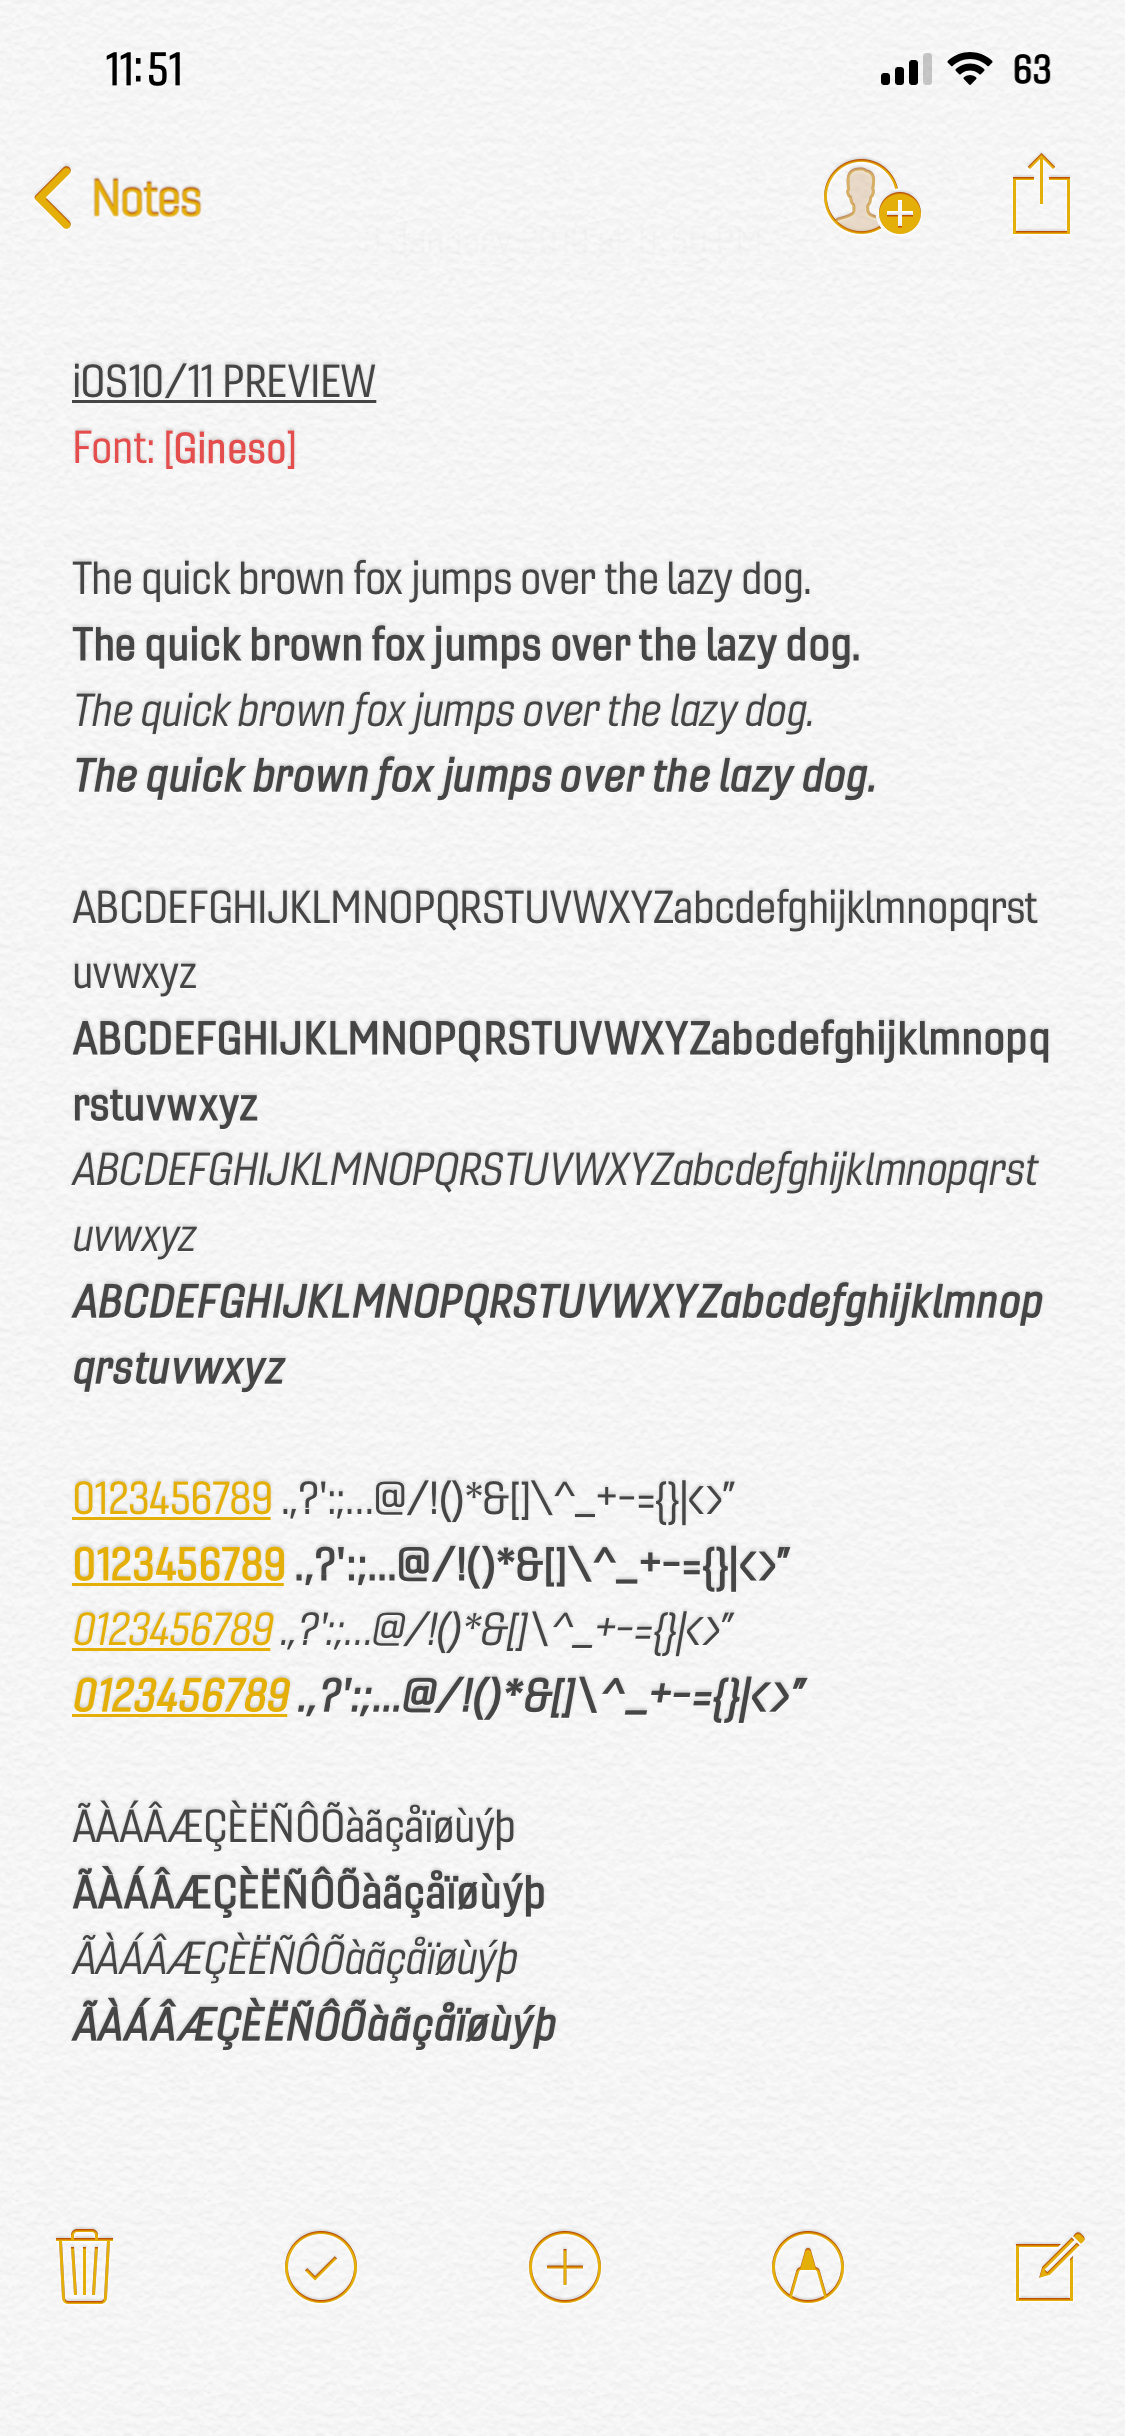 11:51
63
Notes
iOS10/11 PREVIEW
Font: [Gineso]
The quick brown fox jumps over the lazy dog.
The quick brown fox jumps over the lazy dog.
The quick brown fox jumps over the lazy dog.
The quick brown fox jumps over the lazy dog.
ABCDEFGHIJKLMNOPQRSTUVWXYZabcdefghijklmnopqrst
uvwxyz
ABCDEFGHIJKLMNOPQRSTUVWXYZabcdefghijklmnopq
rstuvwxyz
ABCDEFGHIJKLMNOPQRSTUVWXYZabcdefghijklmnopqrst
uvwxyz
ABCDEFGHIJKLMNOPQRSTUVWXYZabcdefghijklmnop
qrstuvwxyz
0123456789 .,?':;...@/!()*&[]\^_+-={}|<>”
0123456789 .,?':;...@/!()*&[]\^_+-={}|<>”
0123456789 .,?':;...@/!()*&[]\^_+-={}|<>”
0123456789 .,?':;...@/!()*&[]\^_+-={}|<>”
ÃÀÁÂÆÇÈËÑÔÕàãçåïøùýþ
ÃÀÁÂÆÇÈËÑÔÕàãçåïøùýþ
ÃÀÁÂÆÇÈËÑÔÕàãçåïøùýþ
ÃÀÁÂÆÇÈËÑÔÕàãçåïøùýþ